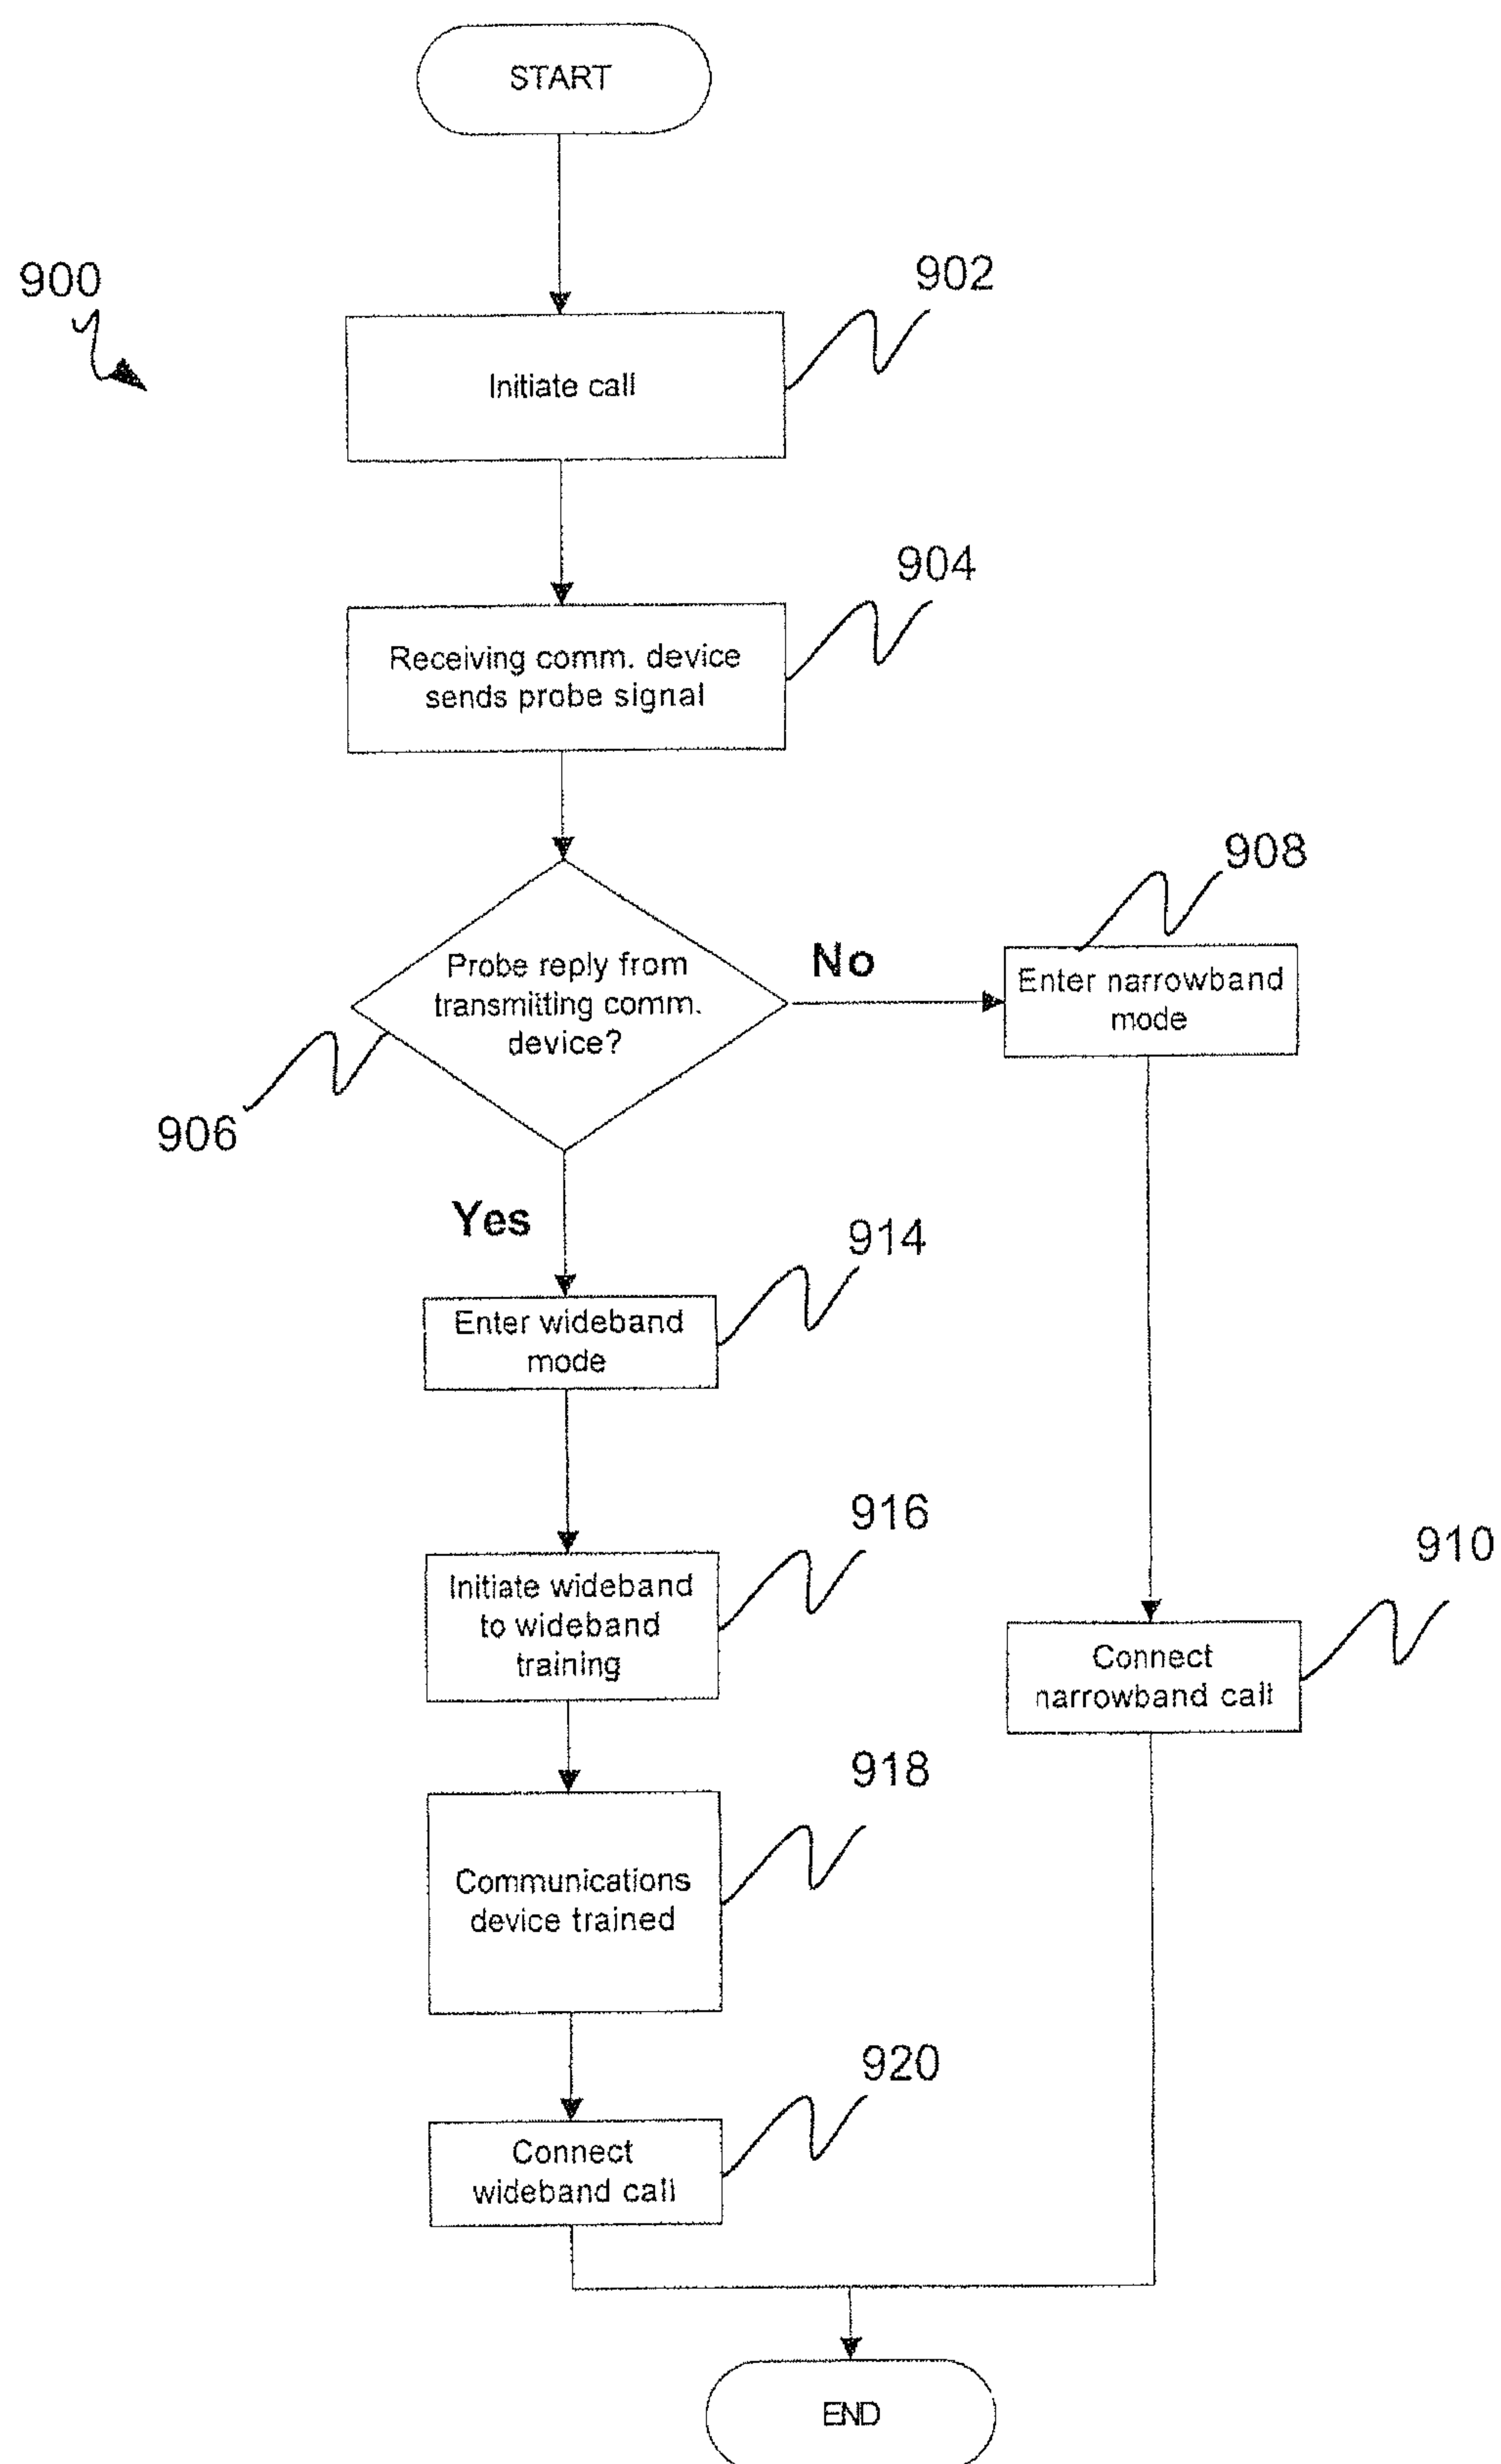 START
900
902
Initiate call
904
Receiving comm. device
sends probe signal
908
Probe reply from
transmitting comm.
device?
No
Enter narrowband
mode
906
Yes
914
Enter wideband
mode
916
Initiate wideband
to wideband
training
910
Connect
narrowband call
918
Communications
device trained
920
Connect
wideband call
END